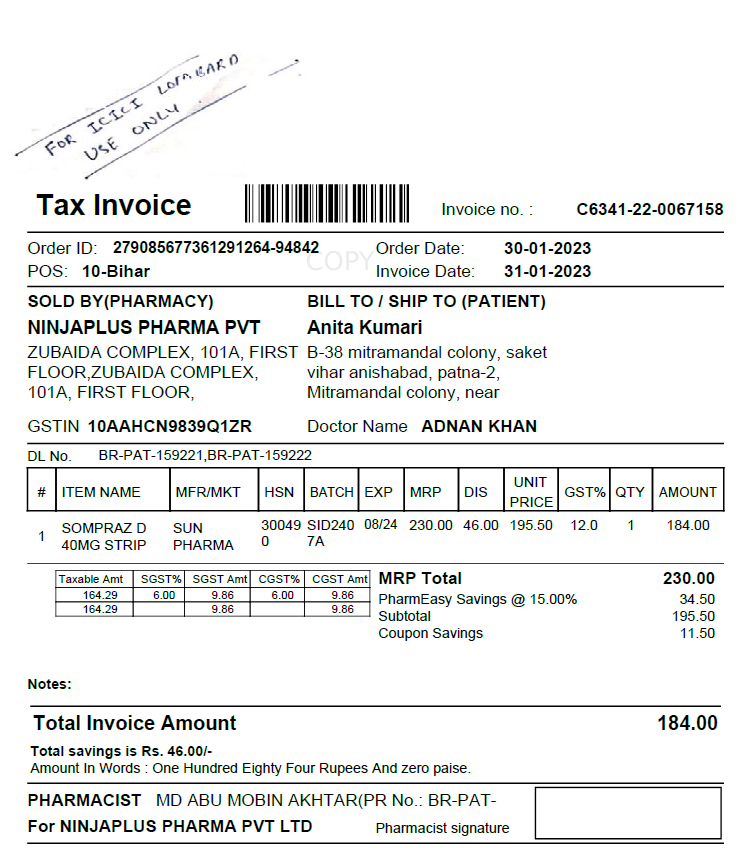 FOR ICICI LOMBARD
USE ONLY
Tax Invoice
Invoice no. : C6341-22-0067158
Order ID: 279085677361291264-94842 Order Date: 30-01-2023
COPY
POS: 10-Bihar Invoice Date: 31-01-2023
SOLD BY(PHARMACY) BILL TO / SHIP TO (PATIENT)
NINJAPLUS PHARMA PVT Anita Kumari
ZUBAIDA COMPLEX, 101A, FIRST B-38 mitramandal colony, saket
FLOOR,ZUBAIDA COMPLEX, vihar anishabad, patna-2,
101A, FIRST FLOOR, Mitramandal colony, near
GSTIN 10AAHCN9839Q1ZR Doctor Name ADNAN KHAN
DL No. BR-PAT-159221,BR-PAT-159222
# ITEM NAME MFR/MKT HSN BATCH EXP MRP DIS UNIT PRICE GST% QTY AMOUNT
1 SOMPRAZ D SUN 30049 SID240 08/24 230.00 46.00 195.50 12.0 1 184.00
40MG STRIP PHARMA 0 7A
Taxable Amt SGST% SGST Amt CGST% CGST Amt MRP Total 230.00
164.29 6.00 9.86 6.00 9.86 PharmEasy Savings @ 15.00% 34.50
164.29 9.86 9.86 Subtotal 195.50
Coupon Savings 11.50
Notes:
Total Invoice Amount 184.00
Total savings is Rs. 46.00/-
Amount In Words : One Hundred Eighty Four Rupees And zero paise.
PHARMACIST MD ABU MOBIN AKHTAR(PR No.: BR-PAT-
For NINJAPLUS PHARMA PVT LTD Pharmacist signature